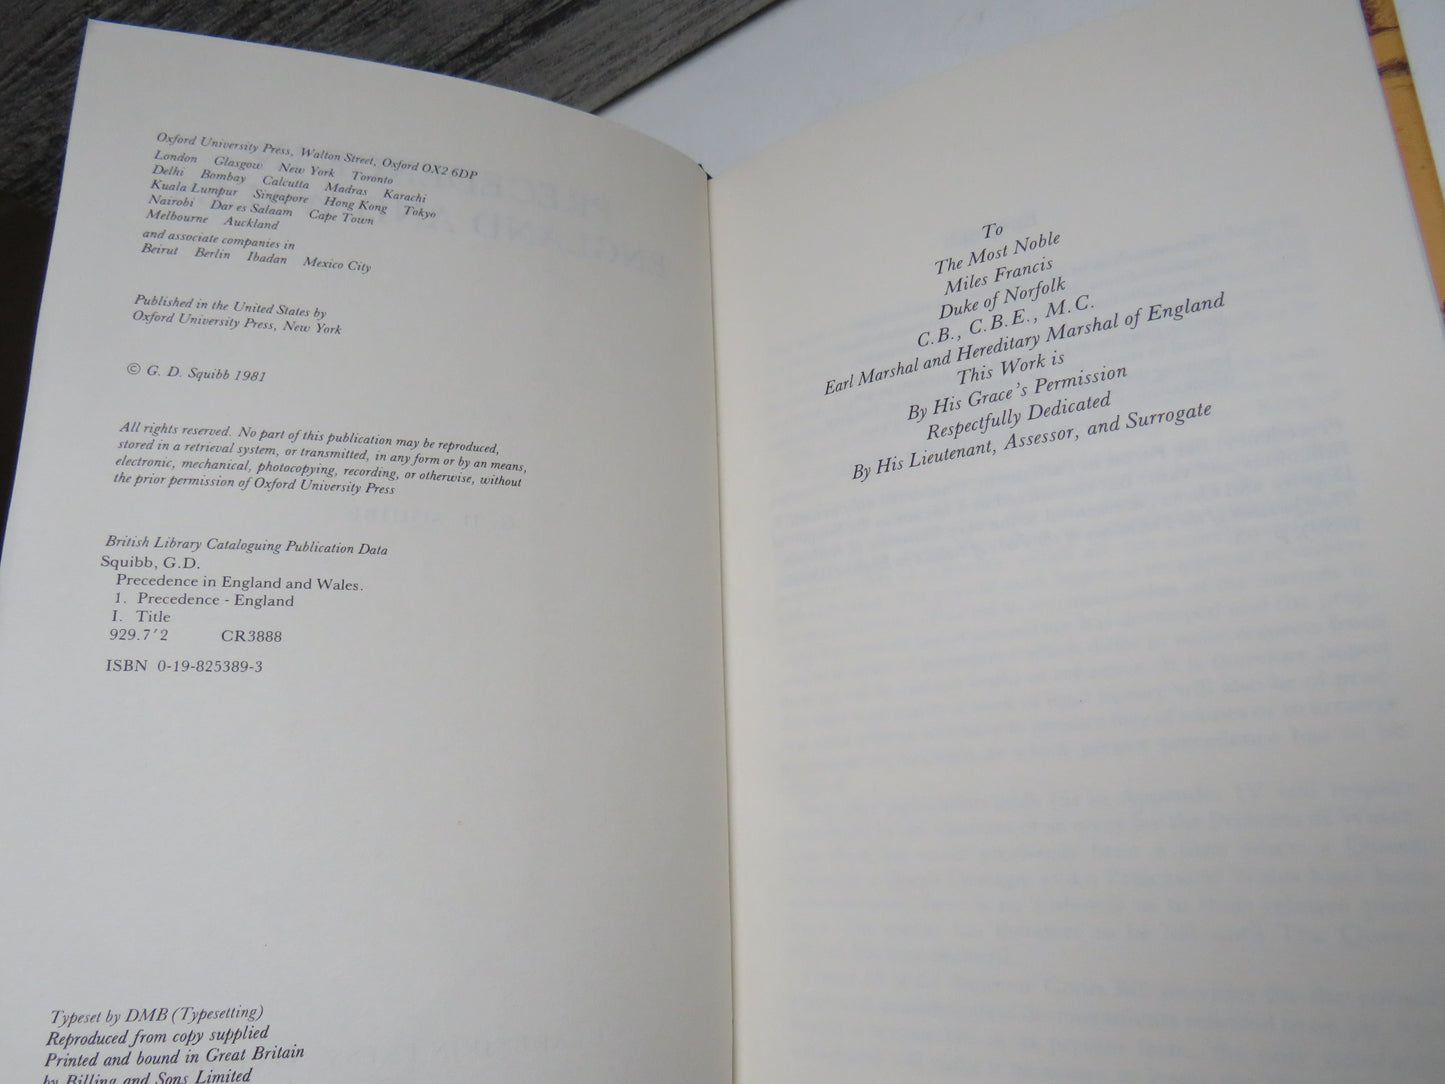 Oxford University Press, Walton Street, Oxford OX2 6DP
London Glasgow New York Toronto
Delhi Bombay Calcutta Madras Karachi
Kuala Lumpur Singapore Hong Kong Tokyo
Nairobi Dar es Salaam Cape Town
Melbourne Auckland
and associate companies in
Beirut Berlin Ibadan Mexico City
Published in the United States by
Oxford University Press, New York
© G. D. Squibb 1981
All rights reserved. No part of this publication may be reproduced,
stored in a retrieval system, or transmitted, in any form or by an means,
electronic, mechanical, photocopying, recording, or otherwise, without
the prior permission of Oxford University Press
British Library Cataloguing Publication Data
Squibb, G.D.
Precedence in England and Wales.
1. Precedence - England
I. Title
929.7'2 CR3888
ISBN 0-19-825389-3
Typeset by DMB (Typesetting)
Reproduced from copy supplied
Printed and bound in Great Britain
by Billing and Sons Limited
To
The Most Noble
Miles Francis
Duke of Norfolk
C.B., C.B.E., M.C.
Earl Marshal and Hereditary Marshal of England
This Work is
By His Grace's Permission
Respectfully Dedicated
By His Lieutenant, Assessor, and Surrogate